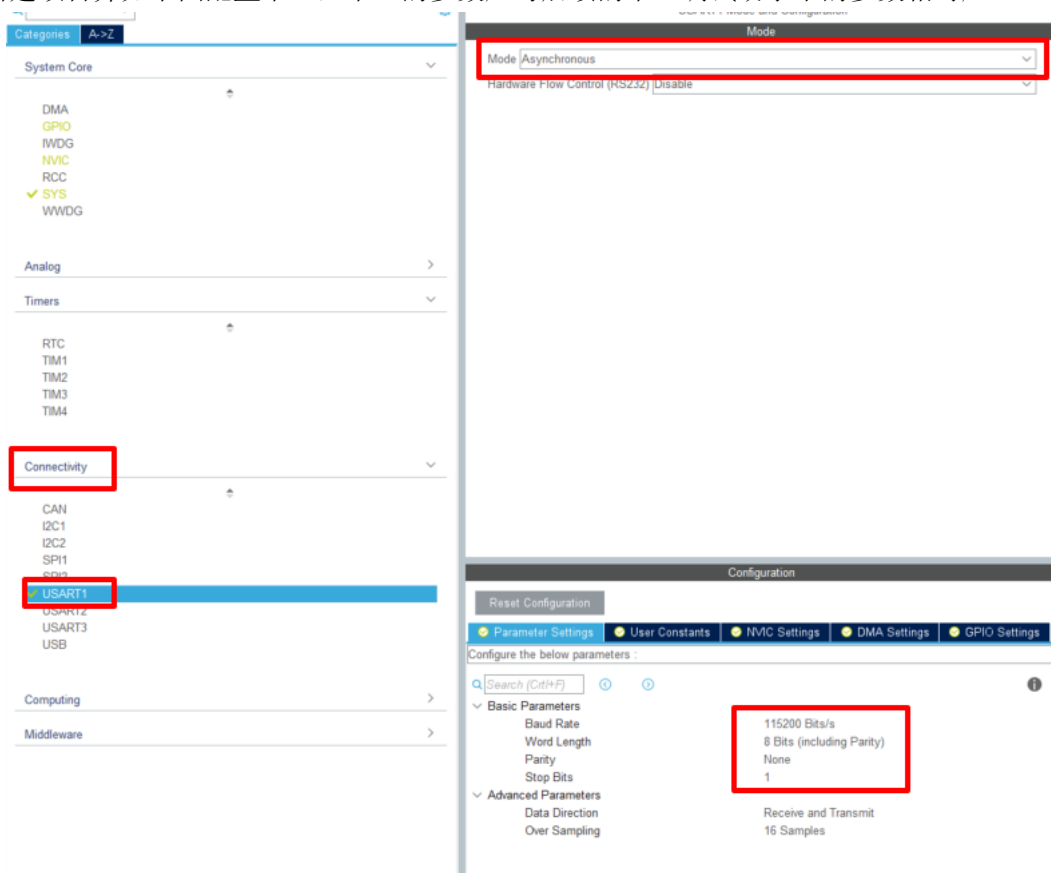 Categories A->Z
System Core
DMA
GPIO
IWDG
NVIC
RCC
SYS
WWDG
Analog
Timers
RTC
TIM1
TIM2
TIM3
TIM4
Connectivity
CAN
I2C1
I2C2
SPI1
SPI2
USART1
USART2
USART3
USB
Computing
Middleware
Mode
Mode Asynchronous
Hardware Flow Control (RS232) Disable
Configuration
Reset Configuration
Parameter Settings User Constants NVIC Settings DMA Settings GPIO Settings
Configure the below parameters :
Search (Crtl+F)
Basic Parameters
Baud Rate 115200 Bits/s
Word Length 8 Bits (including Parity)
Parity None
Stop Bits 1
Advanced Parameters
Data Direction Receive and Transmit
Over Sampling 16 Samples